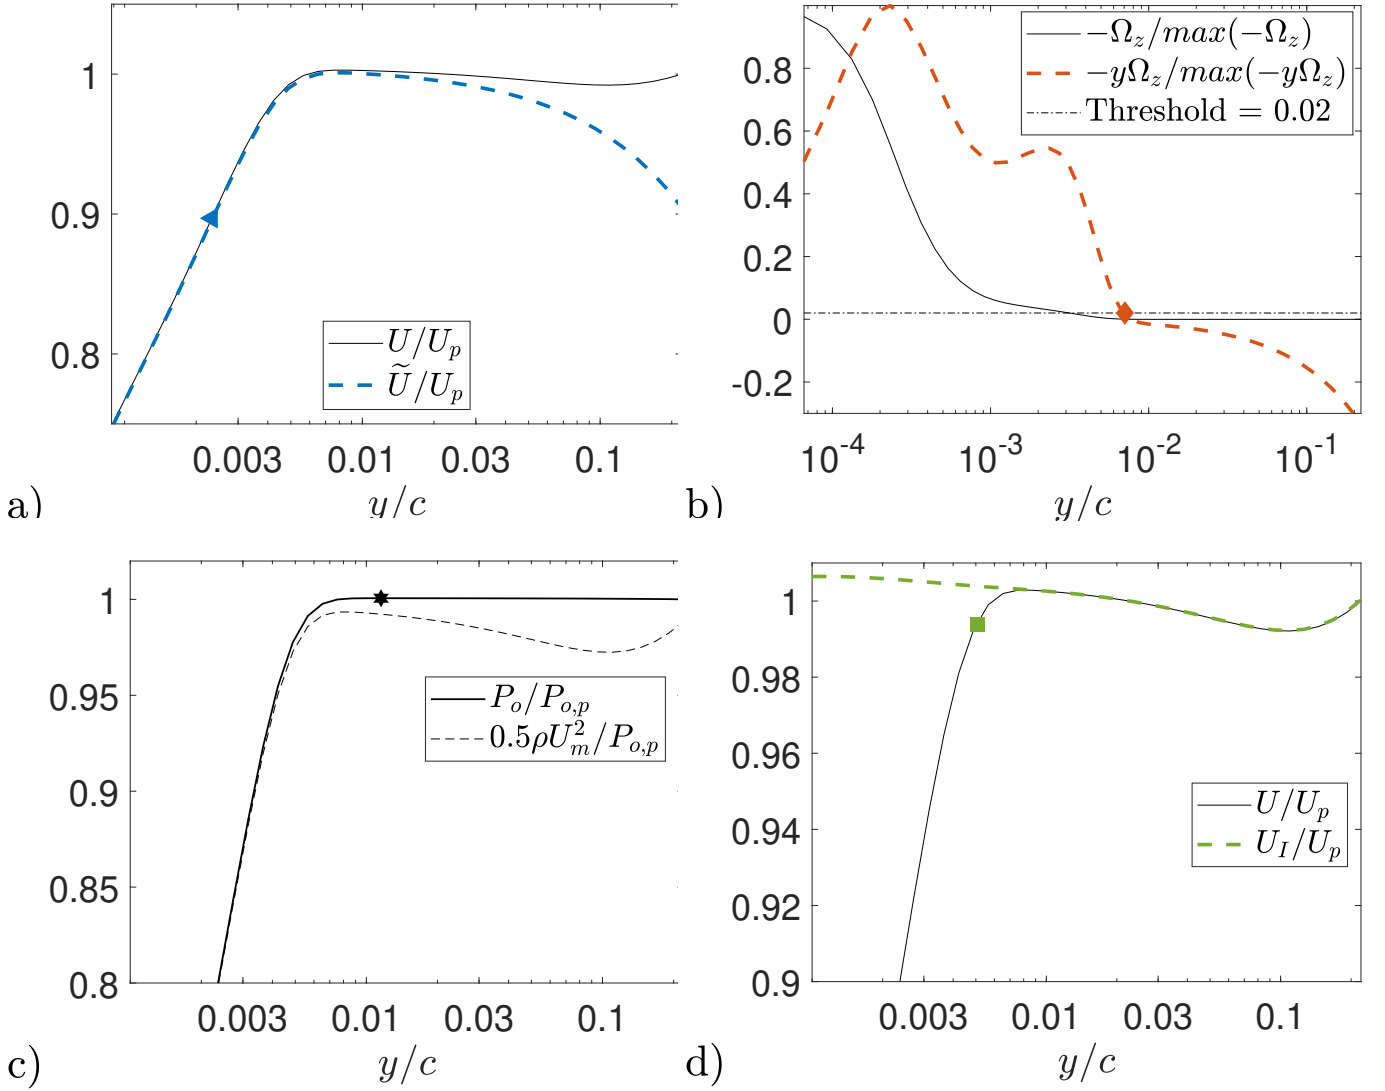 1
0.9
0.8
U/U_p
Ũ/U_p
0.003 0.01 0.03 0.1
y/c
a)
0.8
0.6
0.4
0.2
0
-0.2
−Ω_z/max(−Ω_z)
−yΩ_z/max(−yΩ_z)
Threshold = 0.02
10^-4 10^-3 10^-2 10^-1
y/c
b)
1
0.95
0.9
0.85
0.8
P_o/P_{o,p}
0.5ρU_m^2/P_{o,p}
0.003 0.01 0.03 0.1
y/c
c)
1
0.98
0.96
0.94
0.92
0.9
U/U_p
U_I/U_p
0.003 0.01 0.03 0.1
y/c
d)